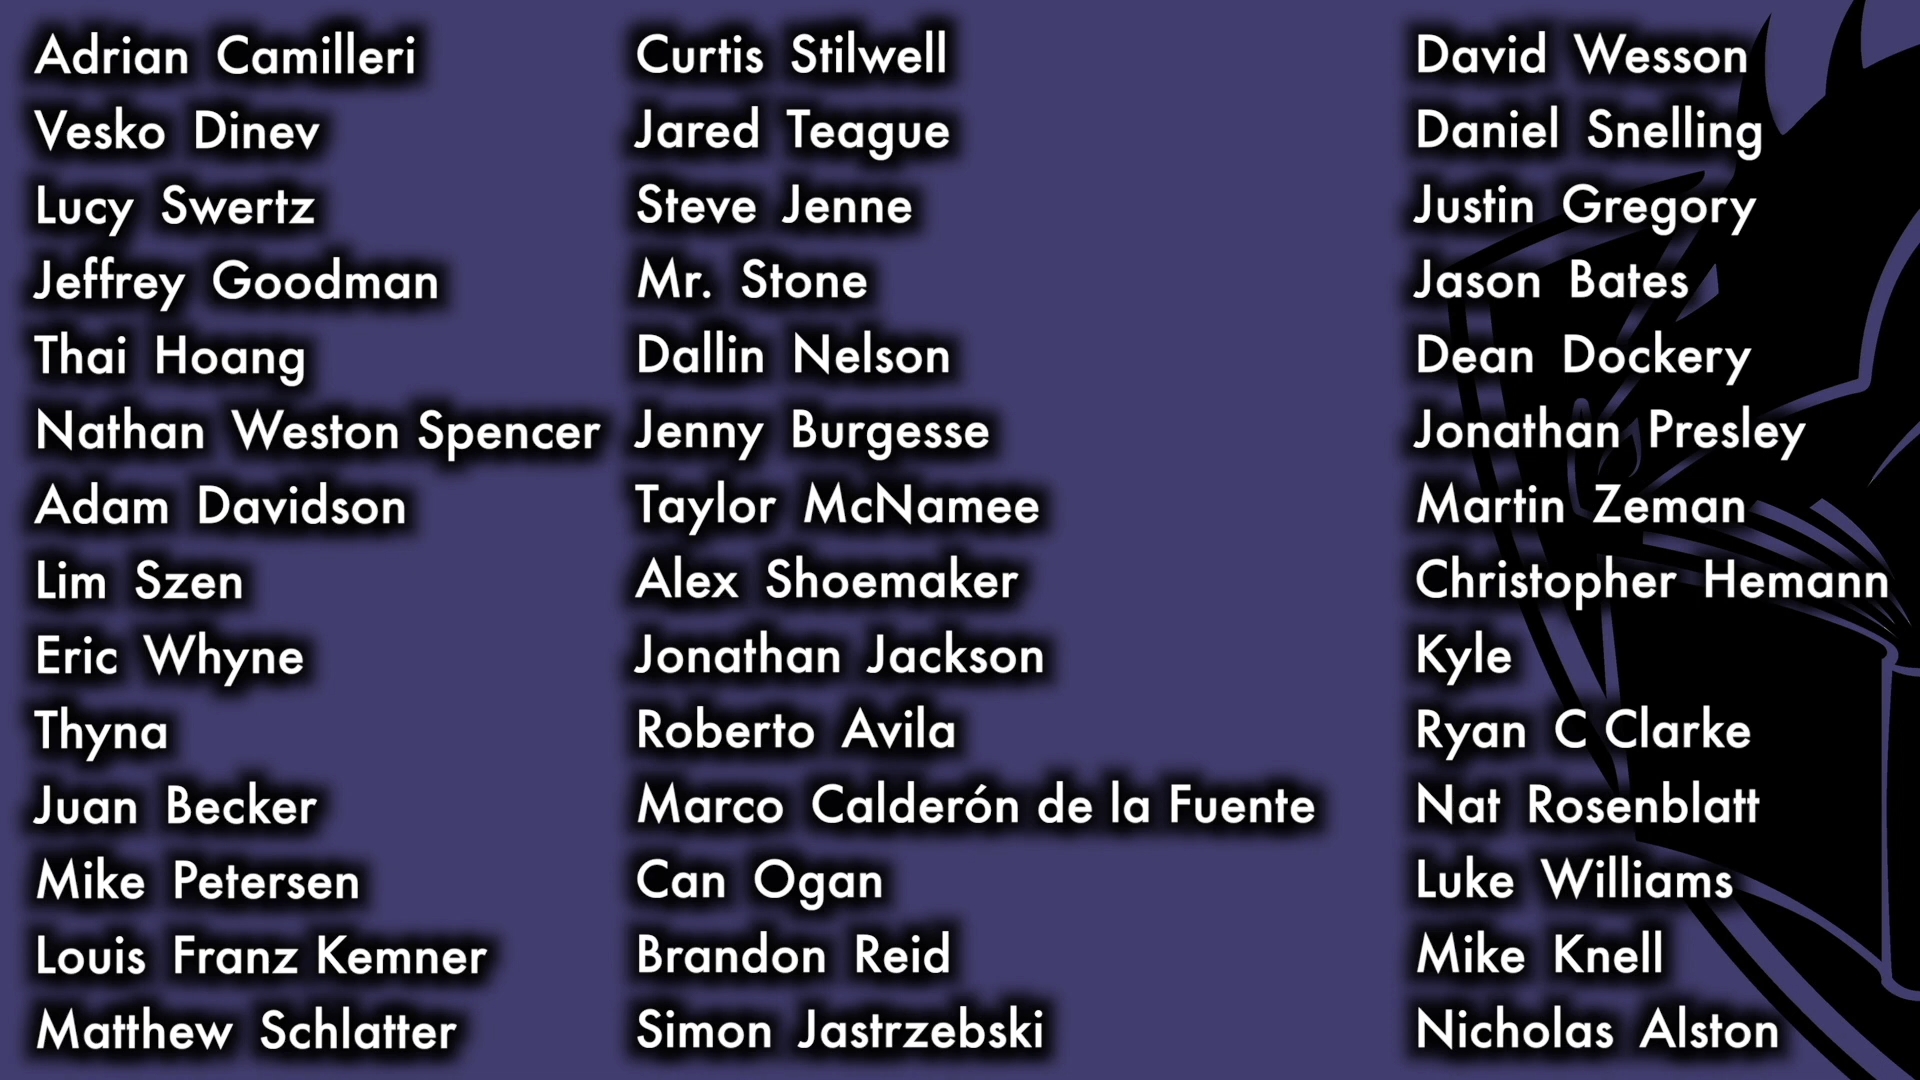 Adrian Camilleri
Vesko Dinev
Lucy Swertz
Jeffrey Goodman
Thai Hoang
Nathan Weston Spencer
Adam Davidson
Lim Szen
Eric Whyne
Thyna
Juan Becker
Mike Petersen
Louis Franz Kemner
Matthew Schlatter
Curtis Stilwell
Jared Teague
Steve Jenne
Mr. Stone
Dallin Nelson
Jenny Burgesse
Taylor McNamee
Alex Shoemaker
Jonathan Jackson
Roberto Avila
Marco Calderón de la Fuente
Can Ogan
Brandon Reid
Simon Jastrzebski
David Wesson
Daniel Snelling
Justin Gregory
Jason Bates
Dean Dockery
Jonathan Presley
Martin Zeman
Christopher Hemann
Kyle
Ryan C Clarke
Nat Rosenblatt
Luke Williams
Mike Knell
Nicholas Alston